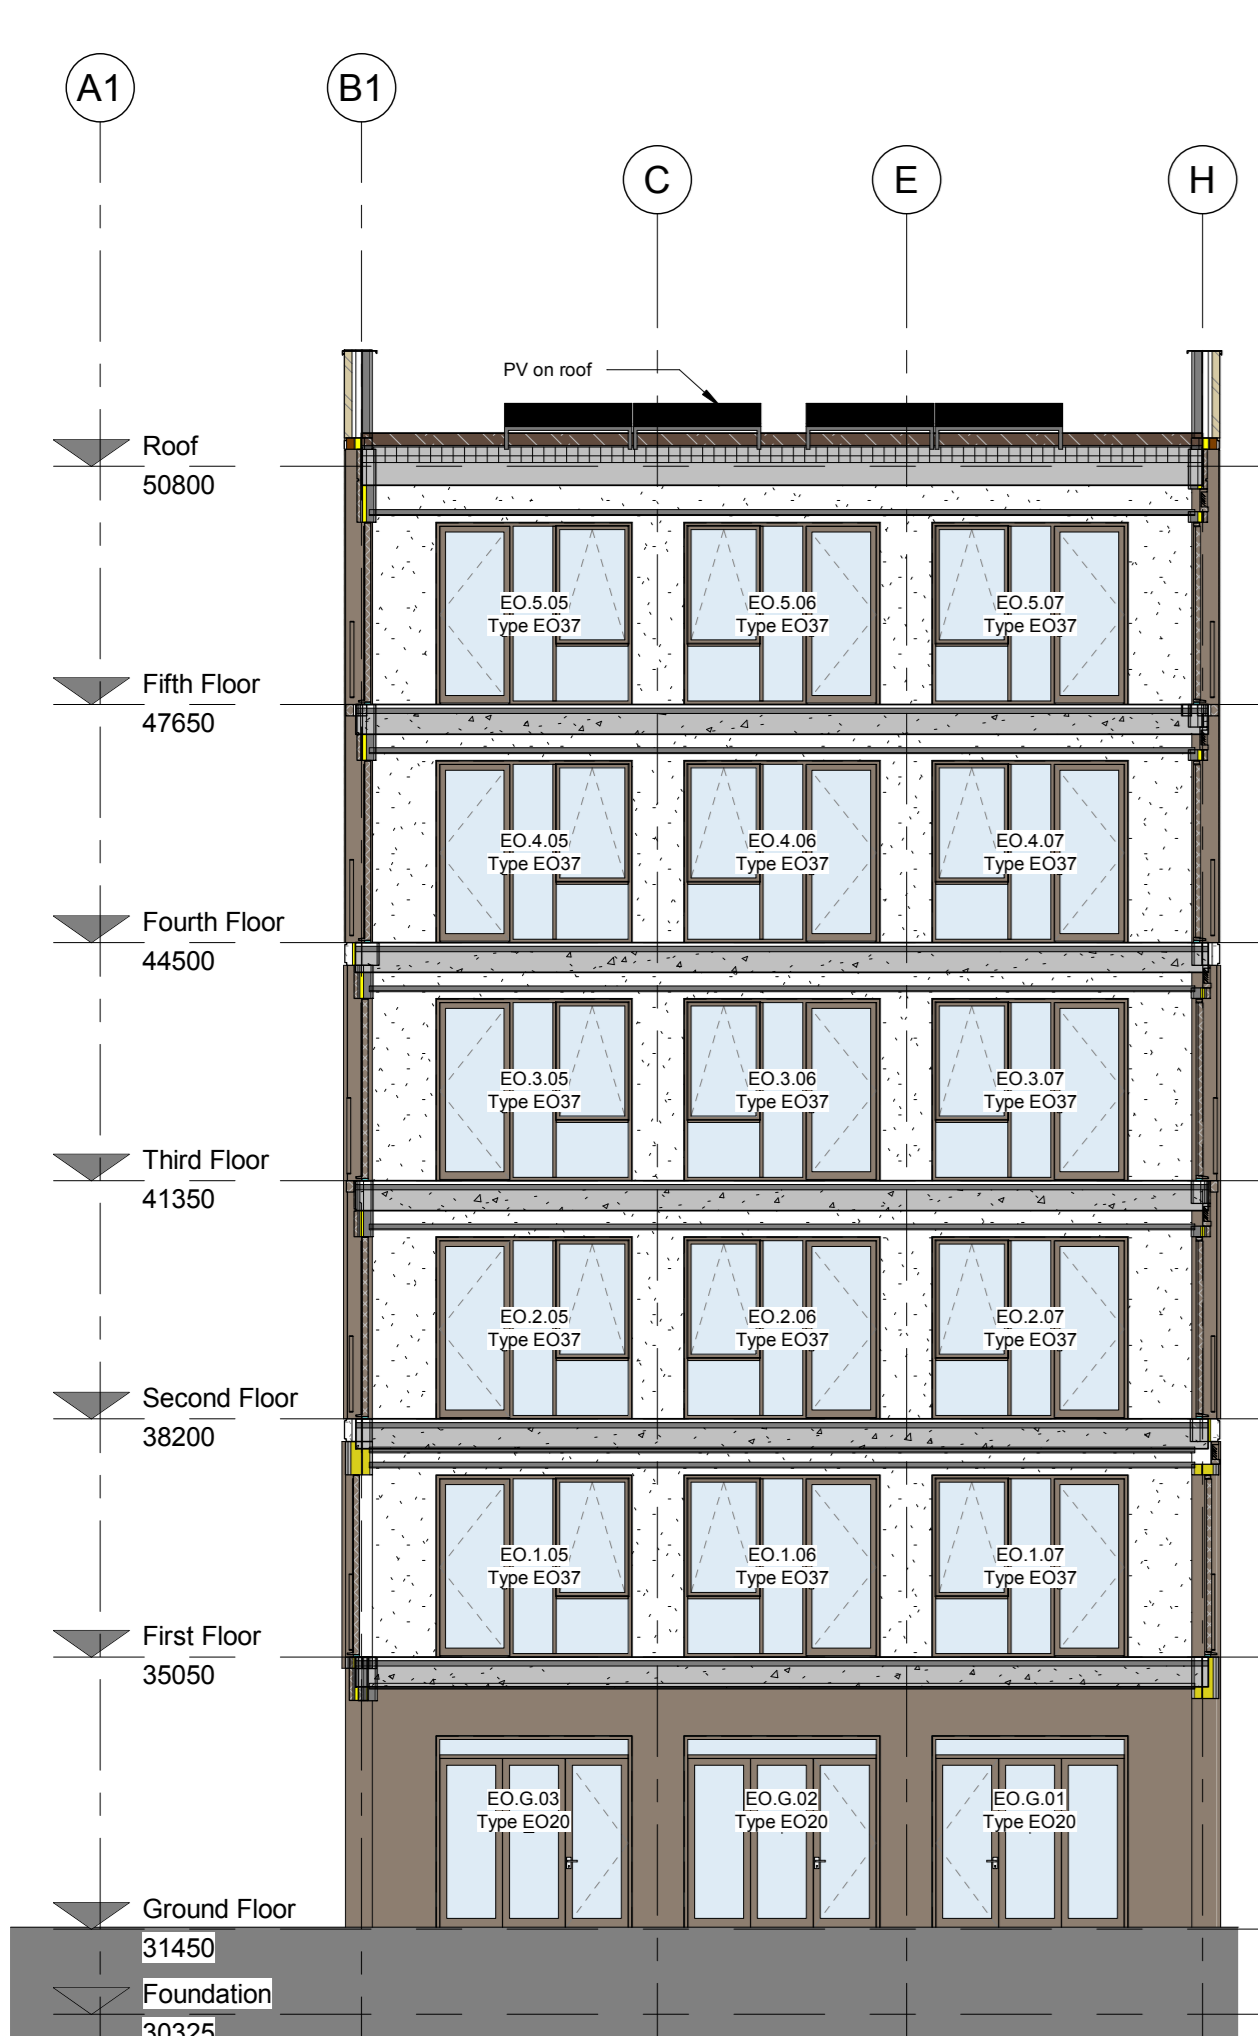 A1
B1
C
E
H
PV on roof
Roof
50800
EO.5.05
Type EO37
EO.5.06
Type EO37
EO.5.07
Type EO37
Fifth Floor
47650
EO.4.05
Type EO37
EO.4.06
Type EO37
EO.4.07
Type EO37
Fourth Floor
44500
EO.3.05
Type EO37
EO.3.06
Type EO37
EO.3.07
Type EO37
Third Floor
41350
EO.2.05
Type EO37
EO.2.06
Type EO37
EO.2.07
Type EO37
Second Floor
38200
EO.1.05
Type EO37
EO.1.06
Type EO37
EO.1.07
Type EO37
First Floor
35050
EO.G.03
Type EO20
EO.G.02
Type EO20
EO.G.01
Type EO20
Ground Floor
31450
Foundation
30325